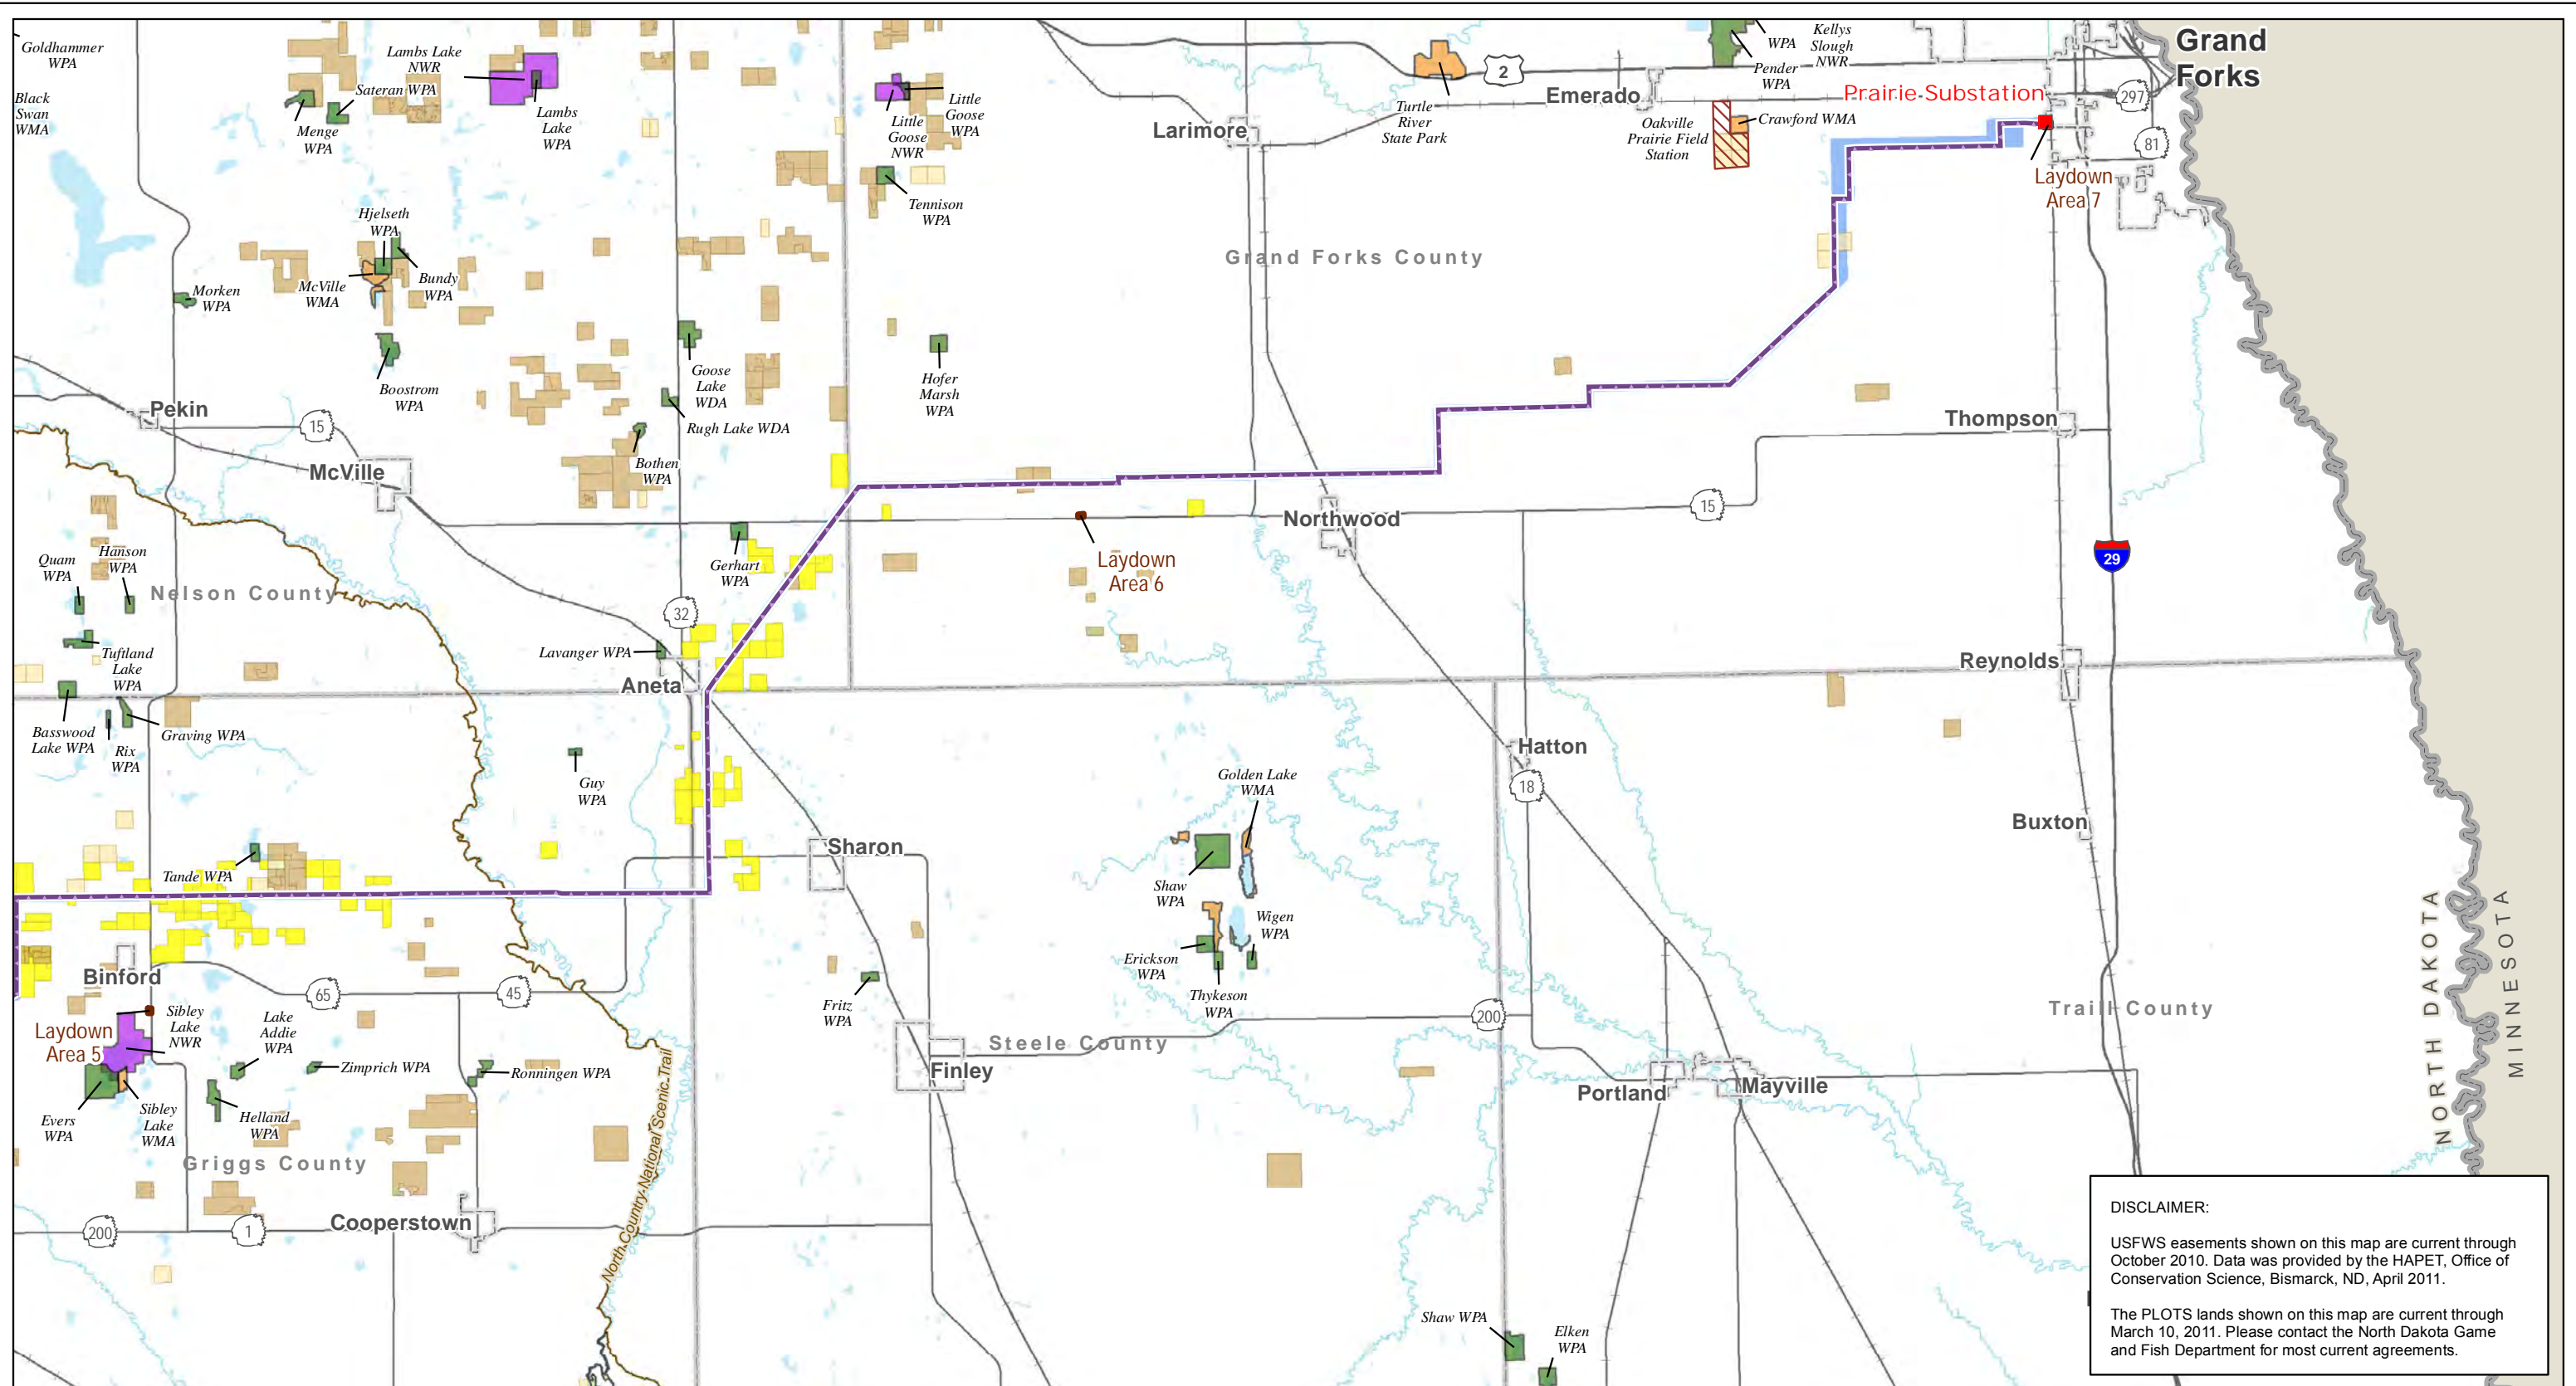 Goldhammer
WPA
Black
Swan
WMA
Lambs Lake
NWR
Sateran WPA
Menge
WPA
Lambs
Lake
WPA
Little
Goose
WPA
Little
Goose
NWR
Tennison
WPA
Larimore
Turtle
River
State Park
2
Emerado
WPA
Kellys
Slough
NWR
Pender
WPA
Oakville
Prairie Field
Station
Crawford WMA
Prairie Substation
Grand
Forks
297
81
Laydown
Area 7
Grand Forks County
Hjelseth
WPA
McVille
WMA
Bundy
WPA
Morken
WPA
Boostrom
WPA
Goose
Lake
WDA
Hofer
Marsh
WPA
Rugh Lake WDA
Bothen
WPA
Pekin
15
McVille
Thompson
15
Northwood
Laydown
Area 6
29
Gerhart
WPA
Quam
WPA
Hanson
WPA
Nelson County
32
Tuftland
Lake
WPA
Lavanger WPA
Aneta
Reynolds
Basswood
Lake WPA
Rix
WPA
Graving WPA
Guy
WPA
Hatton
18
Golden Lake
WMA
Buxton
Sharon
Tande WPA
Shaw
WPA
Wigen
WPA
Erickson
WPA
Thykeson
WPA
Binford
65
45
Fritz
WPA
200
Traill County
NORTH DAKOTA
MINNESOTA
Laydown
Area 5
Sibley
Lake
NWR
Lake
Addie
WPA
Zimprich WPA
Ronningen WPA
Steele County
Finley
Portland
Mayville
Evers
WPA
Sibley
Lake
WMA
Helland
WPA
Griggs County
North Country National Scenic Trail
200
1
Cooperstown
Shaw WPA
Elken
WPA
DISCLAIMER:
USFWS easements shown on this map are current through
October 2010. Data was provided by the HAPET, Office of
Conservation Science, Bismarck, ND, April 2011.
The PLOTS lands shown on this map are current through
March 10, 2011. Please contact the North Dakota Game
and Fish Department for most current agreements.